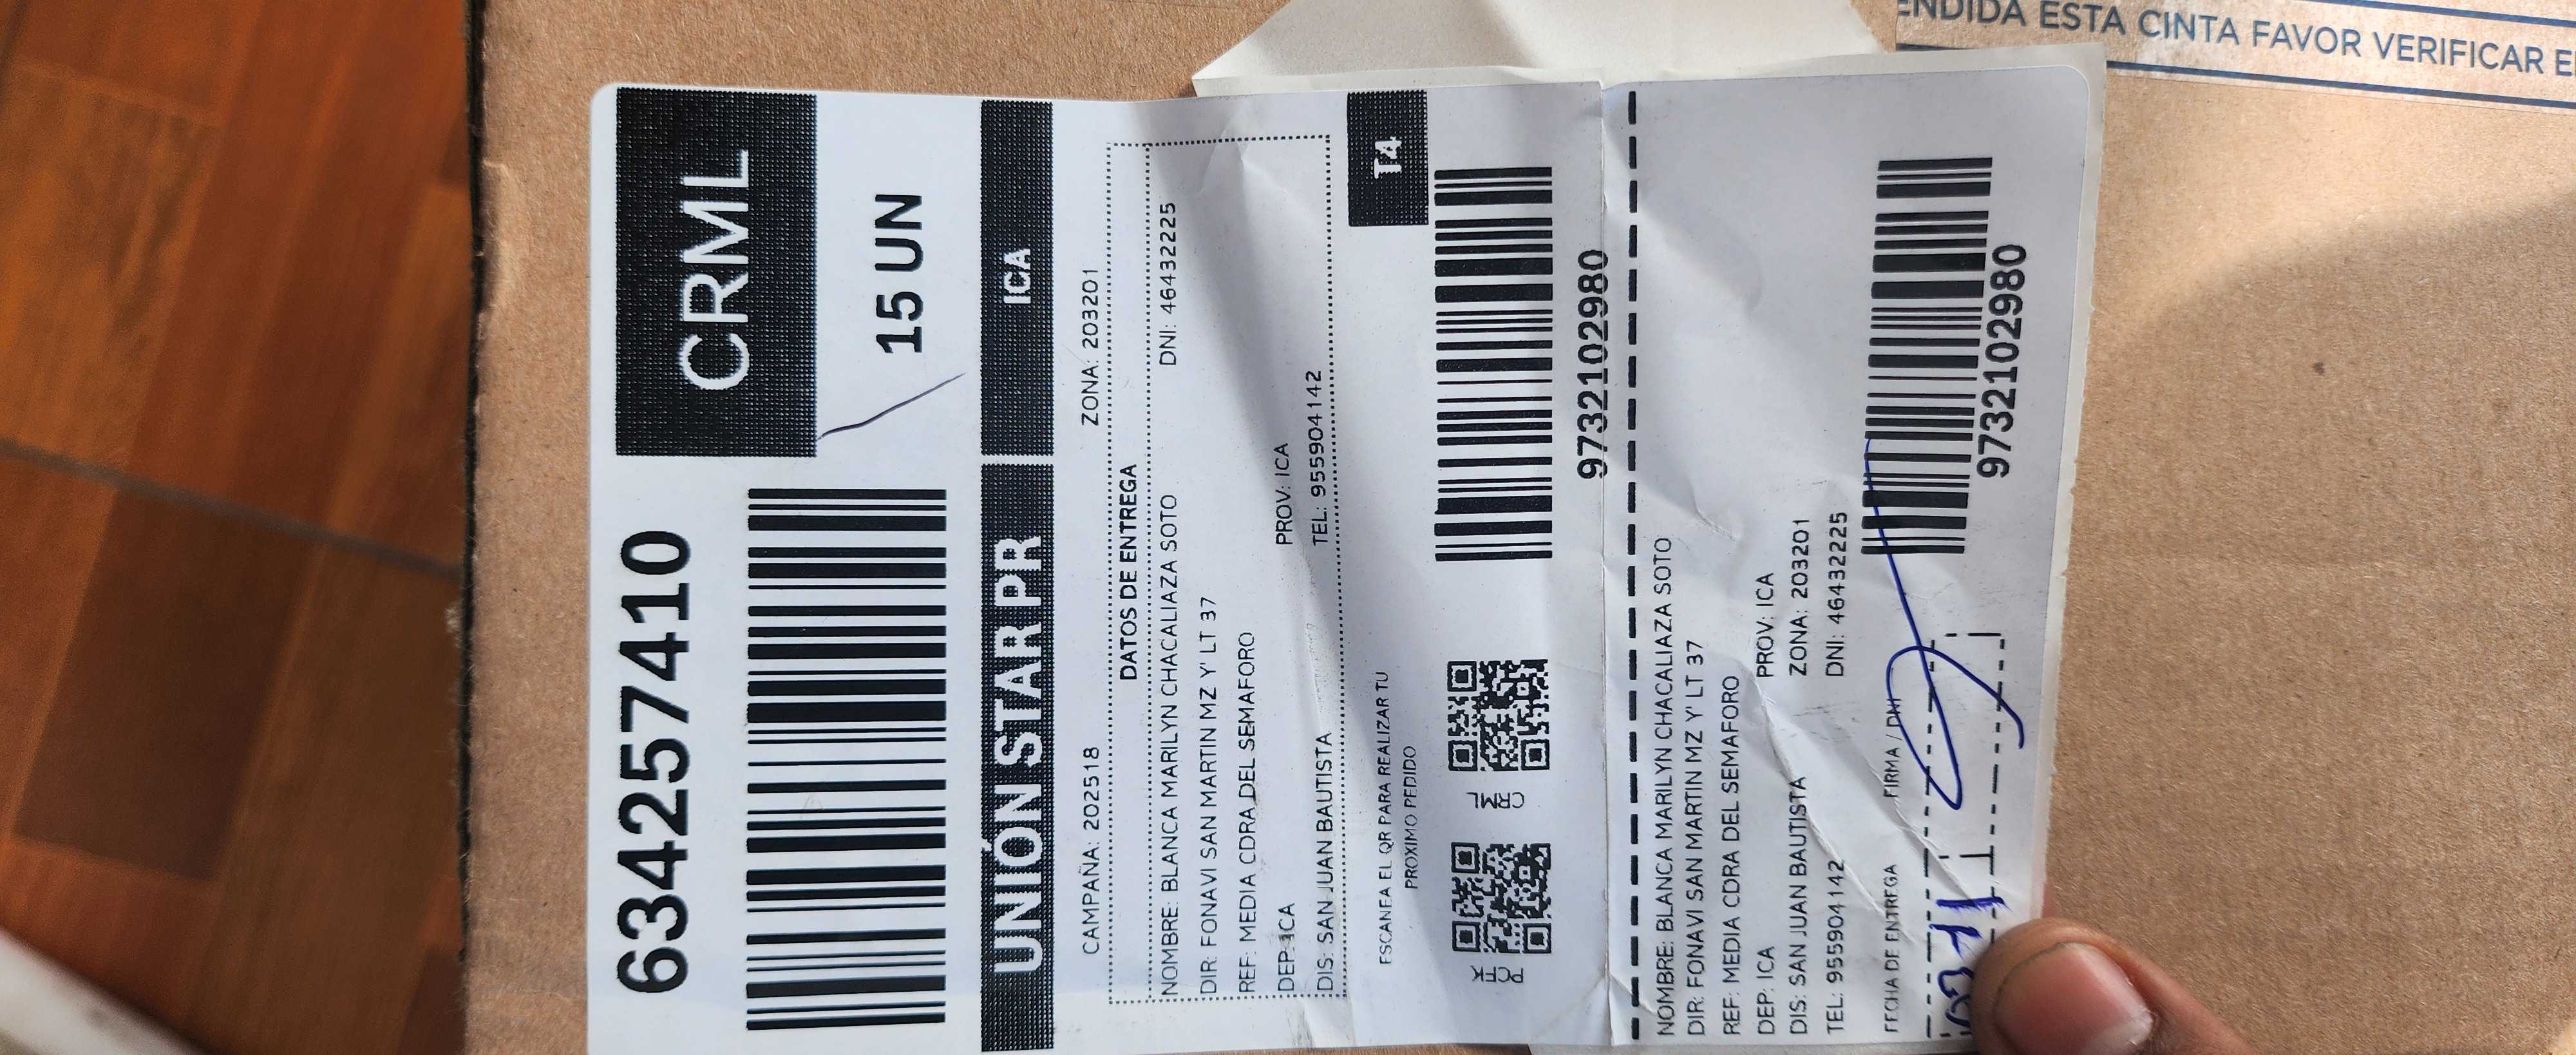 ENDIDA ESTA CINTA FAVOR VERIFICAR E
6342257410
CRML
15 UN
UNIÓN STAR PR
ICA
CAMPAÑA: 202518 ZONA: 203201
DATOS DE ENTREGA
NOMBRE: BLANCA MARILYN CHACALIAZA SOTO DNI: 46432225
DIR: FONAVI SAN MARTIN MZ Y' LT 37
REF: MEDIA CDRA DEL SEMAFORO
DEP: ICA PROV: ICA
DIS: SAN JUAN BAUTISTA TEL: 955904142
T4
ESCANEA EL QR PARA REALIZAR TU
PROXIMO PEDIDO
PCFK
CRML
9732102980
NOMBRE: BLANCA MARILYN CHACALIAZA SOTO
DIR: FONAVI SAN MARTIN MZ Y' LT 37
REF: MEDIA CDRA DEL SEMAFORO
DEP: ICA PROV: ICA
DIS: SAN JUAN BAUTISTA ZONA: 203201
TEL: 955904142 DNI: 46432225
FECHA DE ENTREGA FIRMA / DNI
9732102980